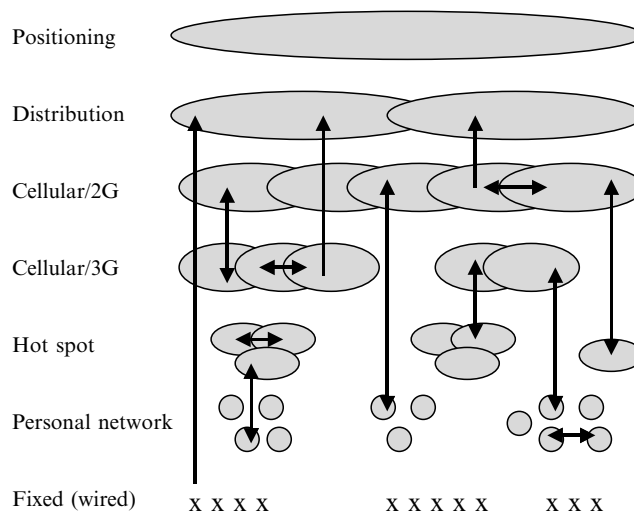 Positioning
Distribution
Cellular/2G
Cellular/3G
Hot spot
Personal network
Fixed (wired) x x x x x x x x x x x x